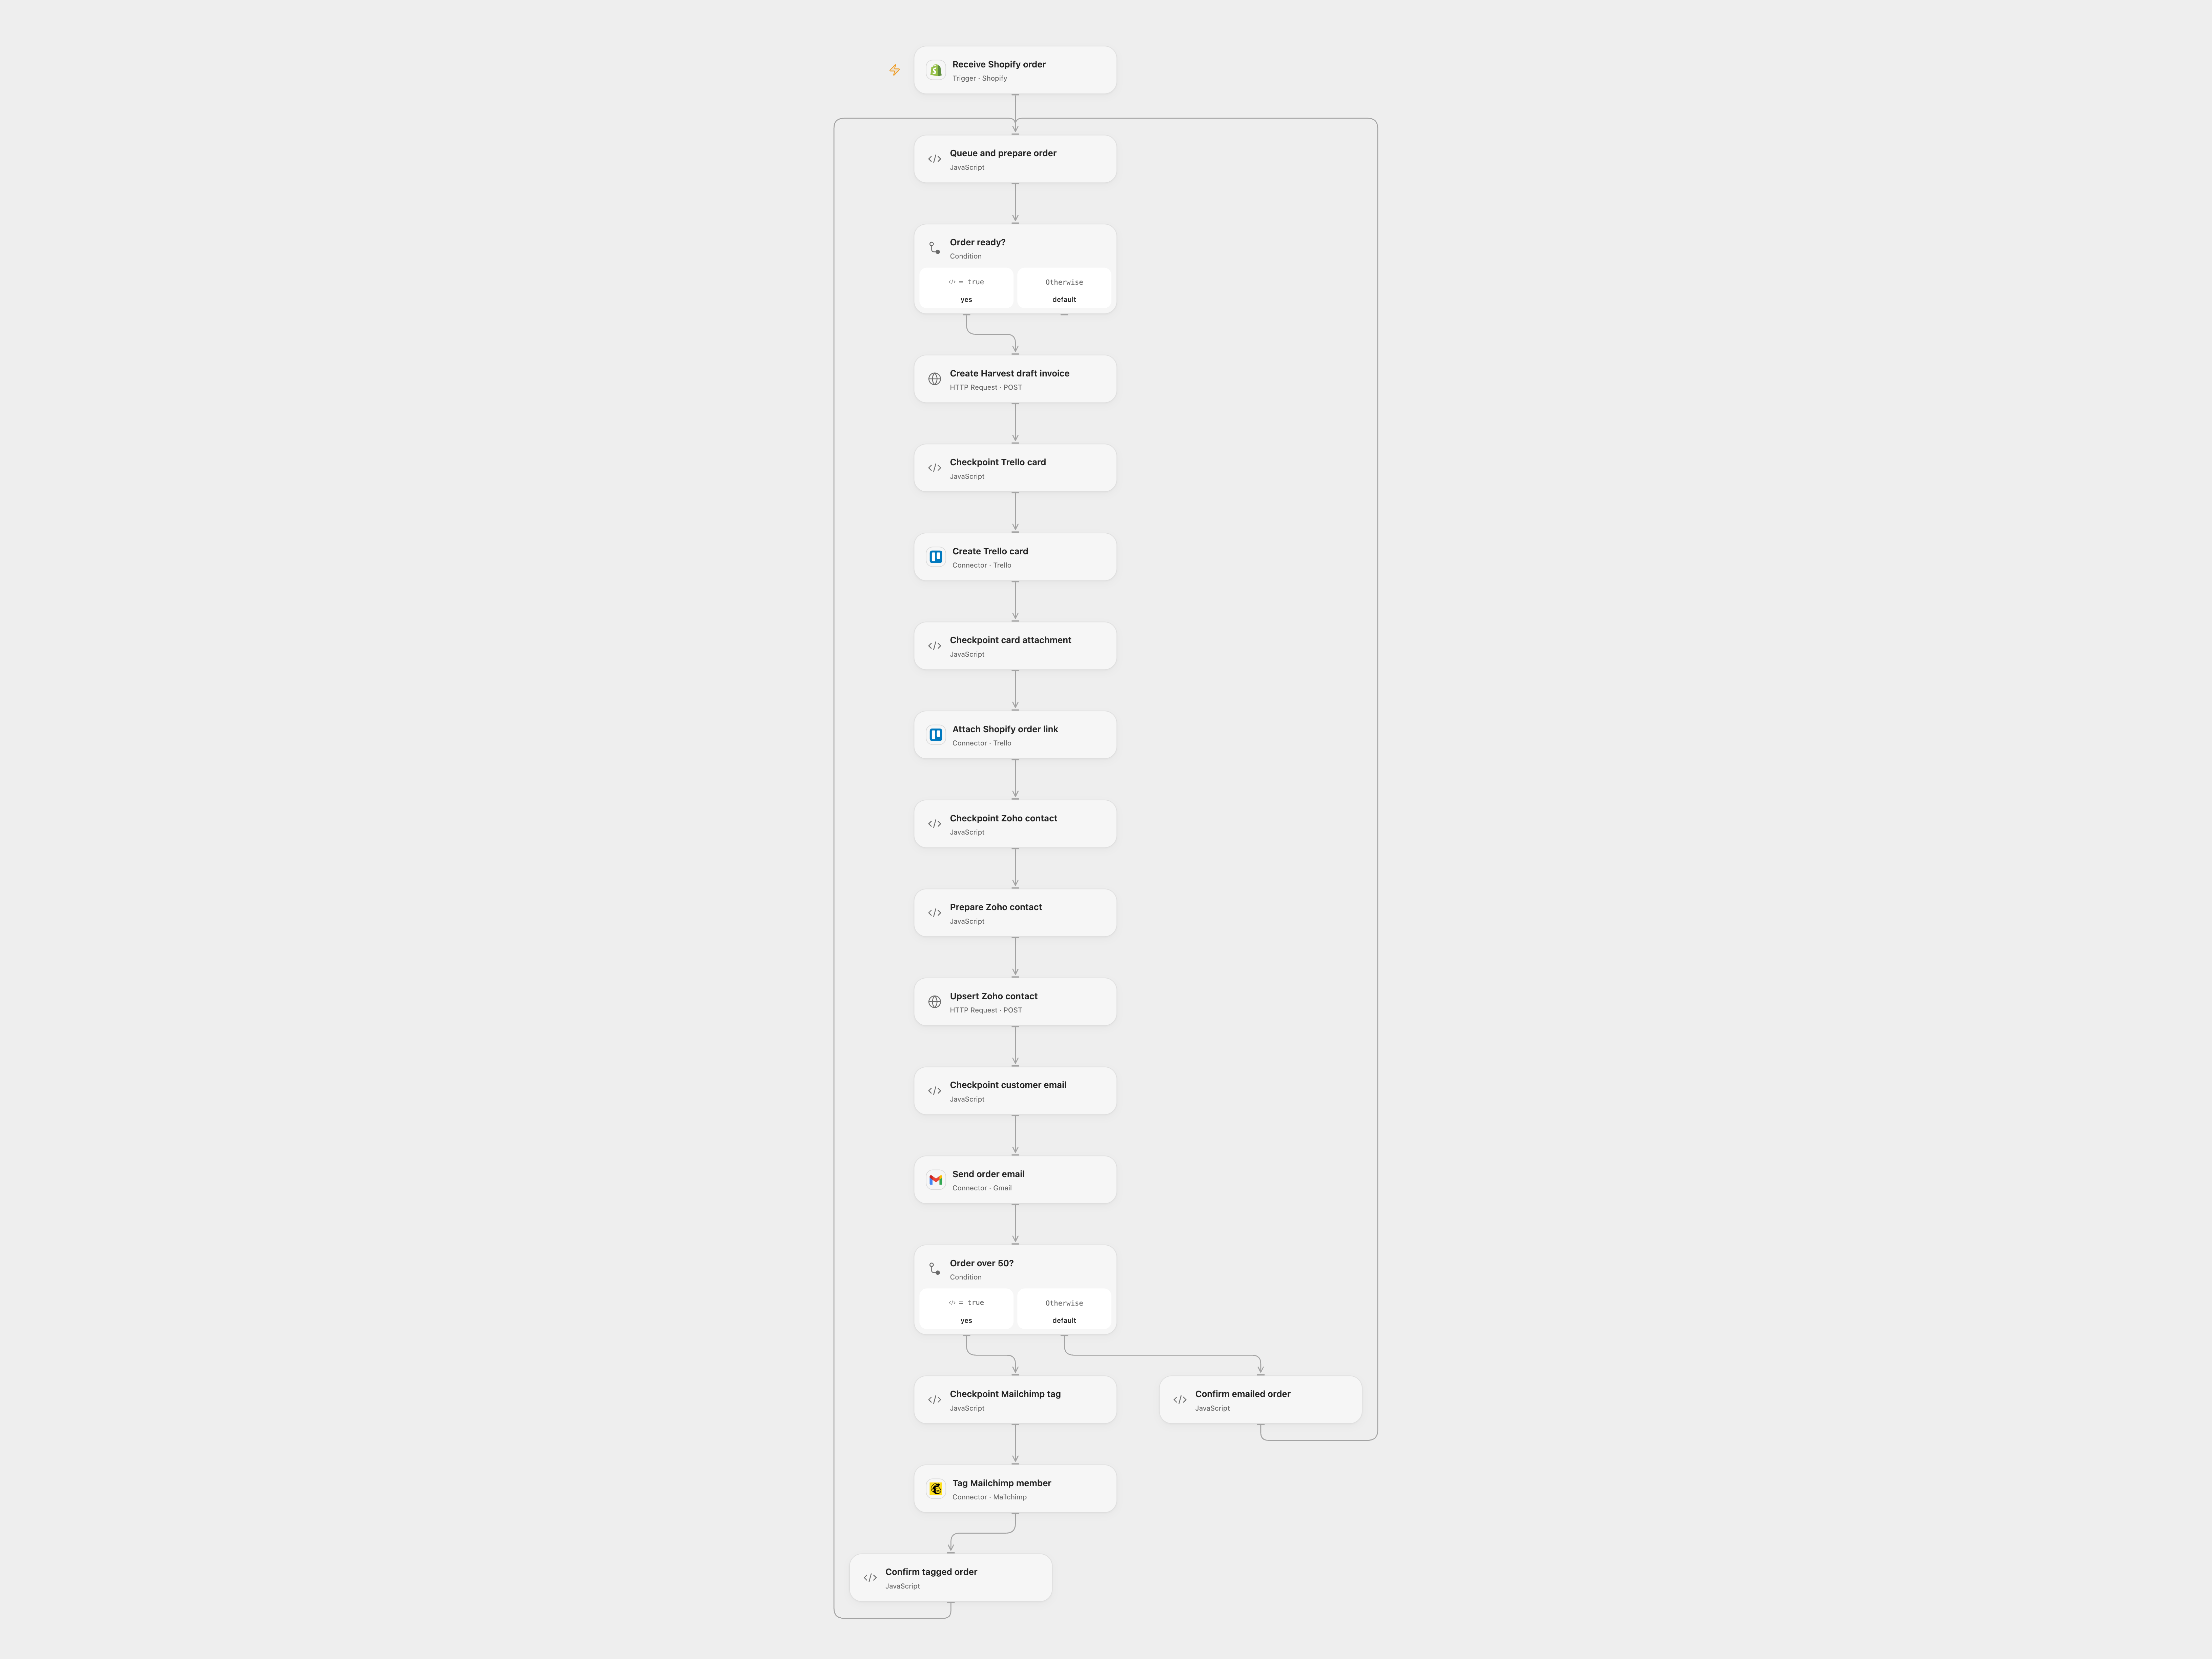 Receive Shopify order
Trigger · Shopify
Queue and prepare order
JavaScript
Order ready?
Condition
</> = true
Otherwise
yes
default
Create Harvest draft invoice
HTTP Request · POST
Checkpoint Trello card
JavaScript
Create Trello card
Connector · Trello
Checkpoint card attachment
JavaScript
Attach Shopify order link
Connector · Trello
Checkpoint Zoho contact
JavaScript
Prepare Zoho contact
JavaScript
Upsert Zoho contact
HTTP Request · POST
Checkpoint customer email
JavaScript
Send order email
Connector · Gmail
Order over 50?
Condition
</> = true
Otherwise
yes
default
Checkpoint Mailchimp tag
JavaScript
Confirm emailed order
JavaScript
Tag Mailchimp member
Connector · Mailchimp
Confirm tagged order
JavaScript